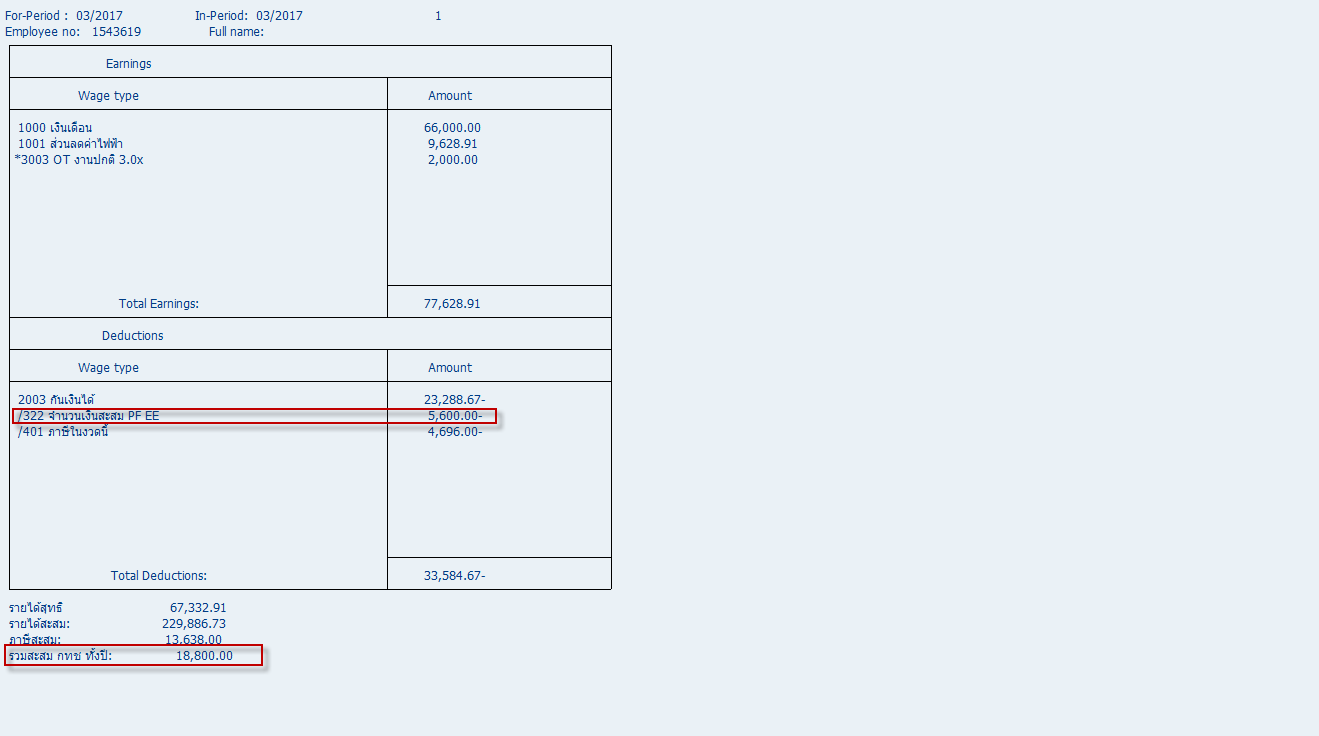 For-Period : 03/2017 In-Period: 03/2017 1
Employee no: 1543619 Full name:
Earnings
Wage type Amount
1000 เงินเดือน 66,000.00
1001 ส่วนลดค่าไฟฟ้า 9,628.91
*3003 OT งานปกติ 3.0x 2,000.00
Total Earnings: 77,628.91
Deductions
Wage type Amount
2003 กันเงินได้ 23,288.67-
/322 จำนวนเงินสะสม PF EE 5,600.00-
/401 ภาษีในงวดนี้ 4,696.00-
Total Deductions: 33,584.67-
รายได้สุทธิ 67,332.91
รายได้สะสม: 229,886.73
ภาษีสะสม: 13,638.00
รวมสะสม กทช ทั้งปี: 18,800.00